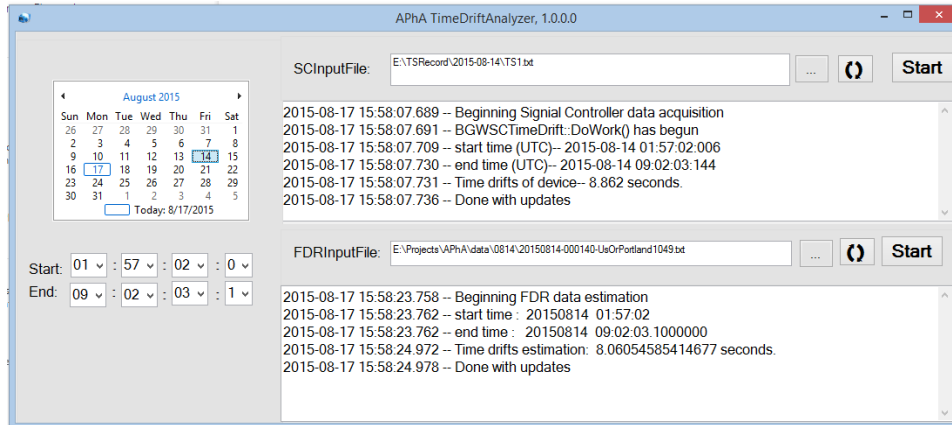 APhA TimeDriftAnalyzer, 1.0.0.0
SCInputFile:
E:\TSRecord\2015-08-14\TS1.txt
...
Start
August 2015
Sun Mon Tue Wed Thu Fri Sat
26 27 28 29 30 31 1
2 3 4 5 6 7 8
9 10 11 12 13 14 15
16 17 18 19 20 21 22
23 24 25 26 27 28 29
30 31 1 2 3 4 5
Today: 8/17/2015
2015-08-17 15:58:07.689 -- Beginning Signial Controller data acquisition
2015-08-17 15:58:07.691 -- BGWSCTimeDrift::DoWork() has begun
2015-08-17 15:58:07.709 -- start time (UTC)-- 2015-08-14 01:57:02:006
2015-08-17 15:58:07.730 -- end time (UTC)-- 2015-08-14 09:02:03:144
2015-08-17 15:58:07.731 -- Time drifts of device-- 8.862 seconds.
2015-08-17 15:58:07.736 -- Done with updates
Start: 01 : 57 : 02 : 0
End: 09 : 02 : 03 : 1
FDRInputFile:
E:\Projects\APhA\data\0814\20150814-000140-UsOrPortland1049.txt
...
Start
2015-08-17 15:58:23.758 -- Beginning FDR data estimation
2015-08-17 15:58:23.762 -- start time : 20150814 01:57:02
2015-08-17 15:58:23.762 -- end time : 20150814 09:02:03.1000000
2015-08-17 15:58:24.972 -- Time drifts estimation: 8.06054585414677 seconds.
2015-08-17 15:58:24.978 -- Done with updates